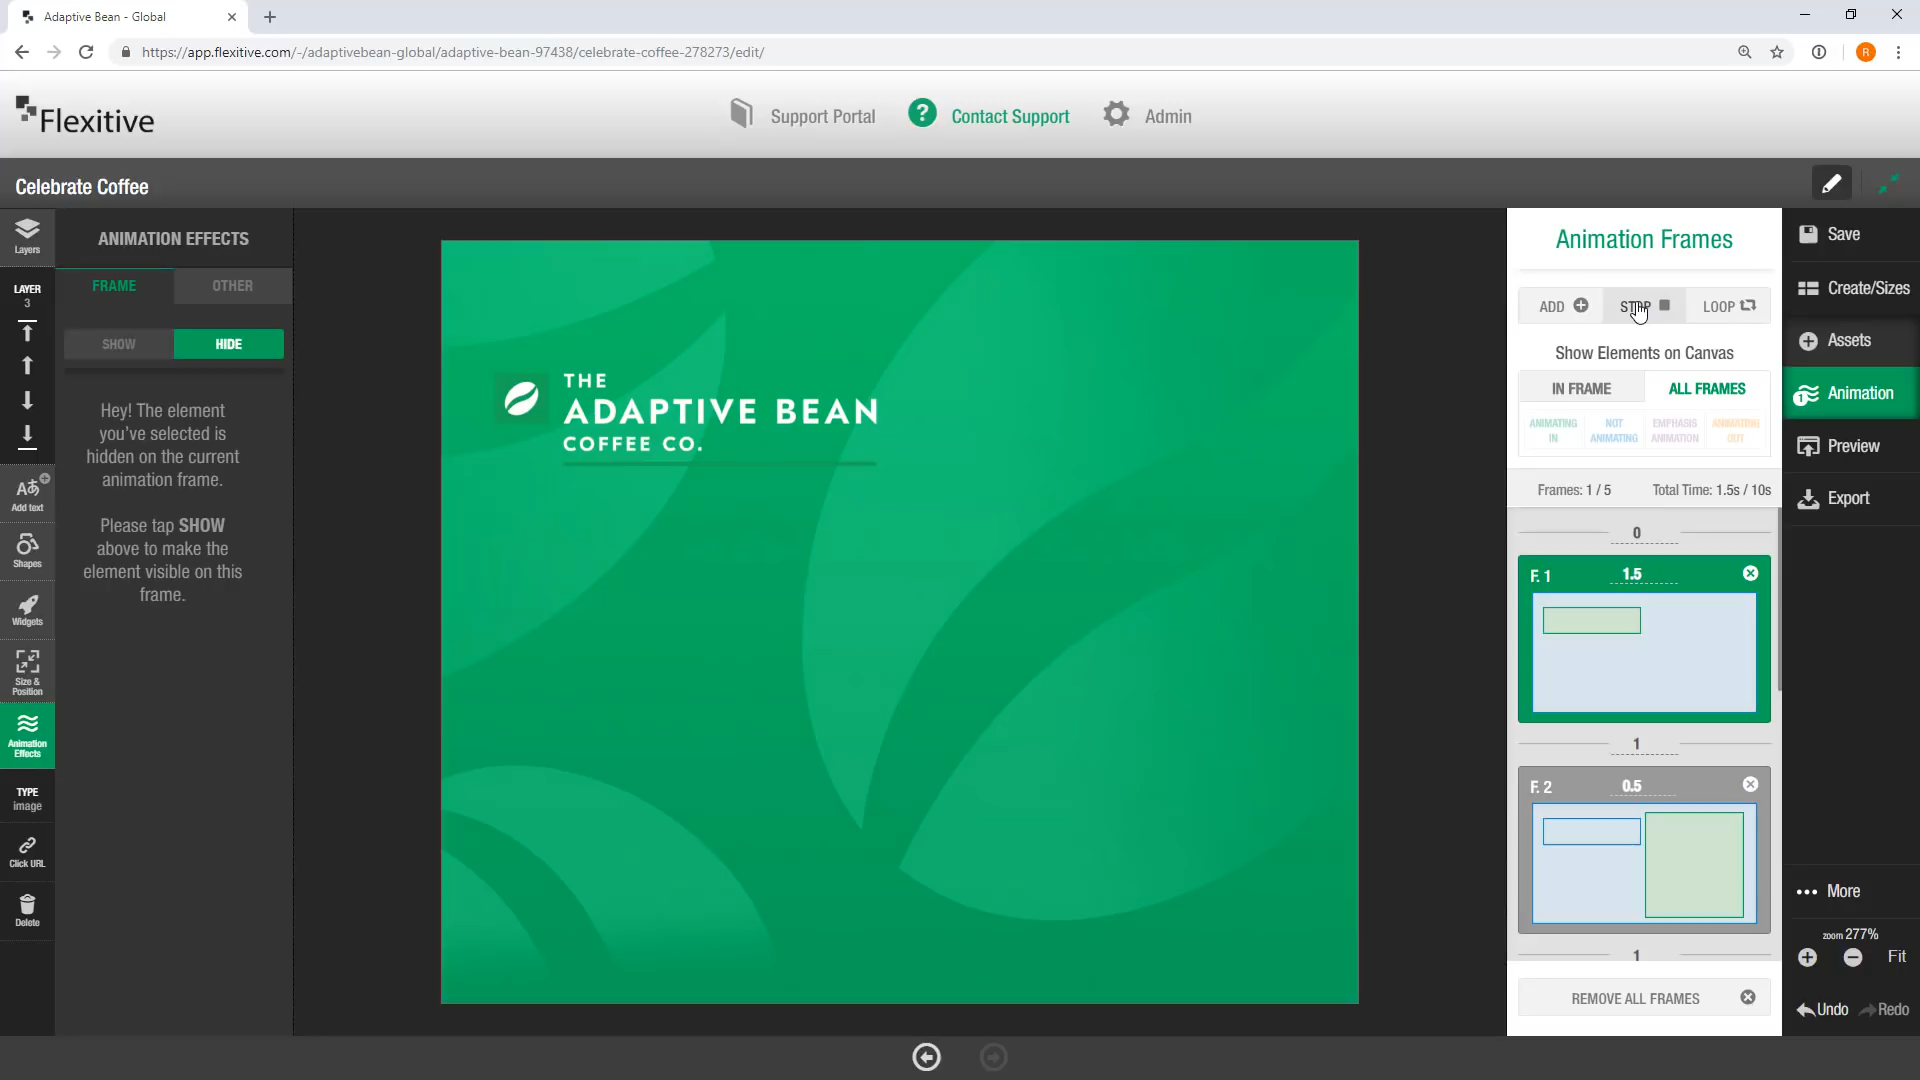 Adaptive Bean - Global
https://app.flexitive.com/-/adaptivebean-global/adaptive-bean-97438/celebrate-coffee-278273/edit/
R
Flexitive
Support Portal
? Contact Support
Admin
Celebrate Coffee
Layers
LAYER
3
Add text
Shapes
Widgets
Size &
Position
Animation
Effects
TYPE
image
Click URL
Delete
ANIMATION EFFECTS
FRAME OTHER
SHOW HIDE
Hey! The element
you've selected is
hidden on the current
animation frame.
Please tap SHOW
above to make the
element visible on this
frame.
THE
ADAPTIVE BEAN
COFFEE CO.
Animation Frames
ADD STOP LOOP
Show Elements on Canvas
IN FRAME ALL FRAMES
ANIMATING
IN
NOT
ANIMATING
EMPHASIS
ANIMATION
ANIMATING
OUT
Frames: 1 / 5 Total Time: 1.5s / 10s
0
F. 1 1.5
1
F. 2 0.5
1
REMOVE ALL FRAMES
Save
Create/Sizes
Assets
1 Animation
Preview
Export
More
zoom 277%
Fit
Undo Redo